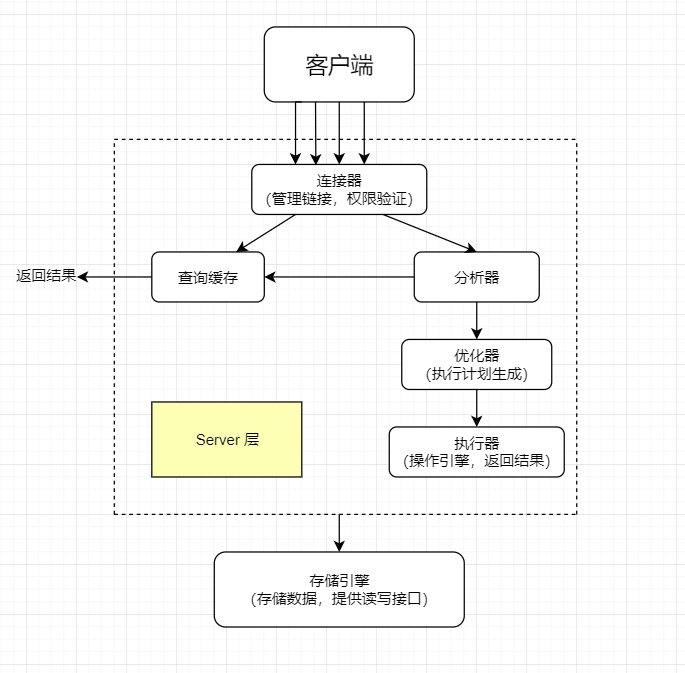 客户端
连接器
(管理链接，权限验证)
返回结果
查询缓存
分析器
优化器
(执行计划生成)
Server 层
执行器
(操作引擎，返回结果)
存储引擎
(存储数据，提供读写接口)